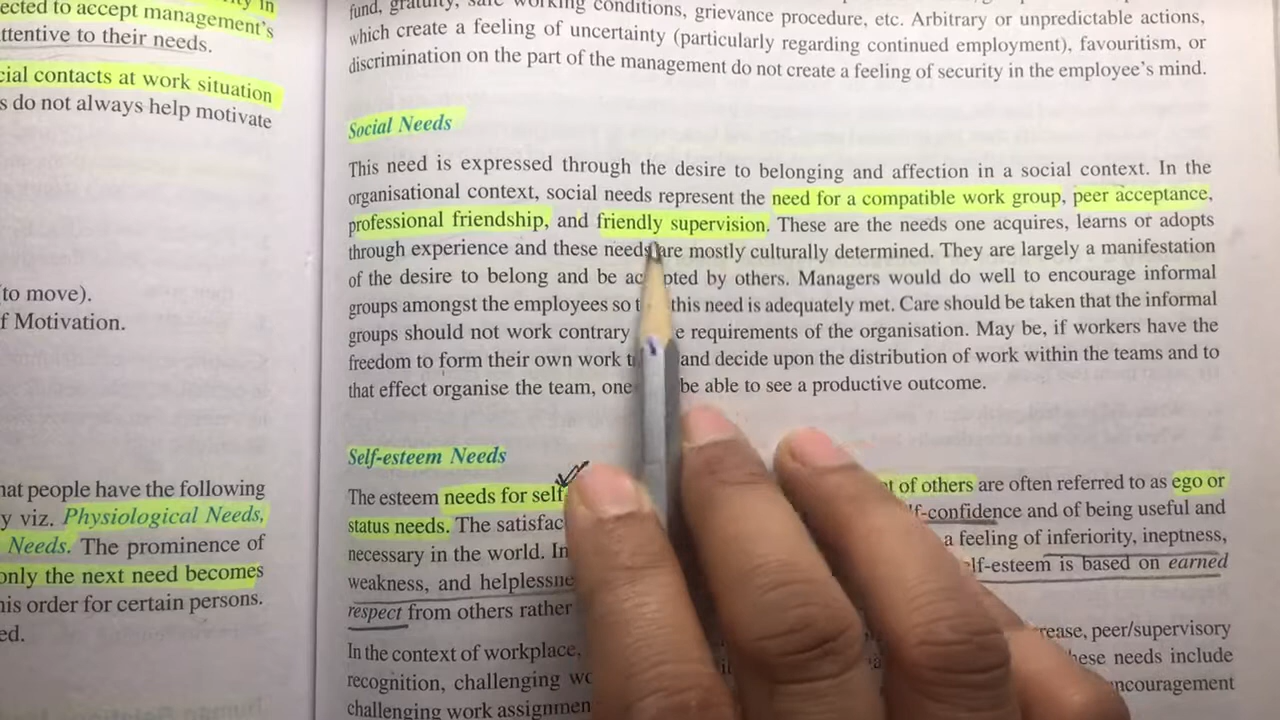 ected to accept management's
ttentive to their needs.
cial contacts at work situation
s do not always help motivate
to move).
f Motivation.
hat people have the following
y viz. Physiological Needs,
Needs. The prominence of
only the next need becomes
his order for certain persons.
ed.
fund, gratuity, safe working conditions, grievance procedure, etc. Arbitrary or unpredictable actions,
which create a feeling of uncertainty (particularly regarding continued employment), favouritism, or
discrimination on the part of the management do not create a feeling of security in the employee's mind.
Social Needs
This need is expressed through the desire to belonging and affection in a social context. In the
organisational context, social needs represent the need for a compatible work group, peer acceptance,
professional friendship, and friendly supervision. These are the needs one acquires, learns or adopts
through experience and these needs are mostly culturally determined. They are largely a manifestation
of the desire to belong and be ac pted by others. Managers would do well to encourage informal
groups amongst the employees so t this need is adequately met. Care should be taken that the informal
groups should not work contrary e requirements of the organisation. May be, if workers have the
freedom to form their own work t and decide upon the distribution of work within the teams and to
that effect organise the team, one be able to see a productive outcome.
Self-esteem Needs
The esteem needs for self of others are often referred to as ego or
status needs. The satisfac f-confidence and of being useful and
necessary in the world. In a feeling of inferiority, ineptness,
weakness, and helplessne lf-esteem is based on earned
respect from others rather
In the context of workplace, rease, peer/supervisory
recognition, challenging wo hese needs include
challenging work assignmen ncouragement